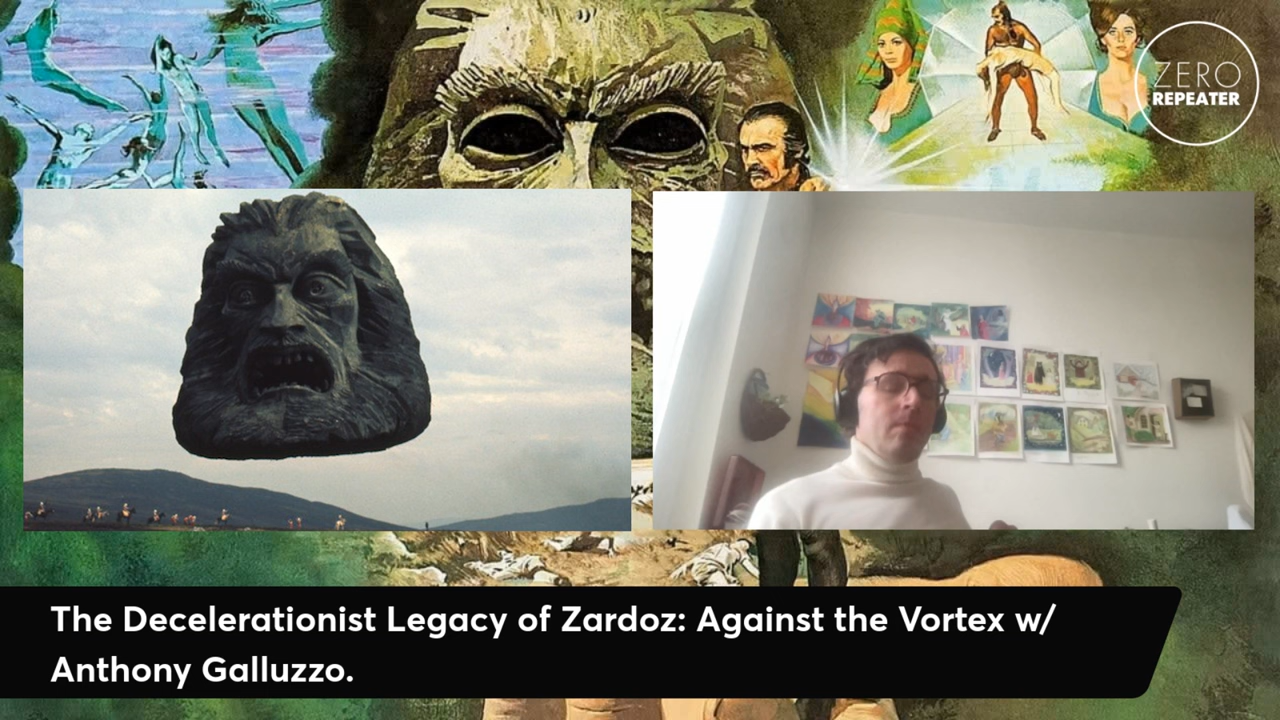 ZERO
REPEATER
The Decelerationist Legacy of Zardoz: Against the Vortex w/
Anthony Galluzzo.